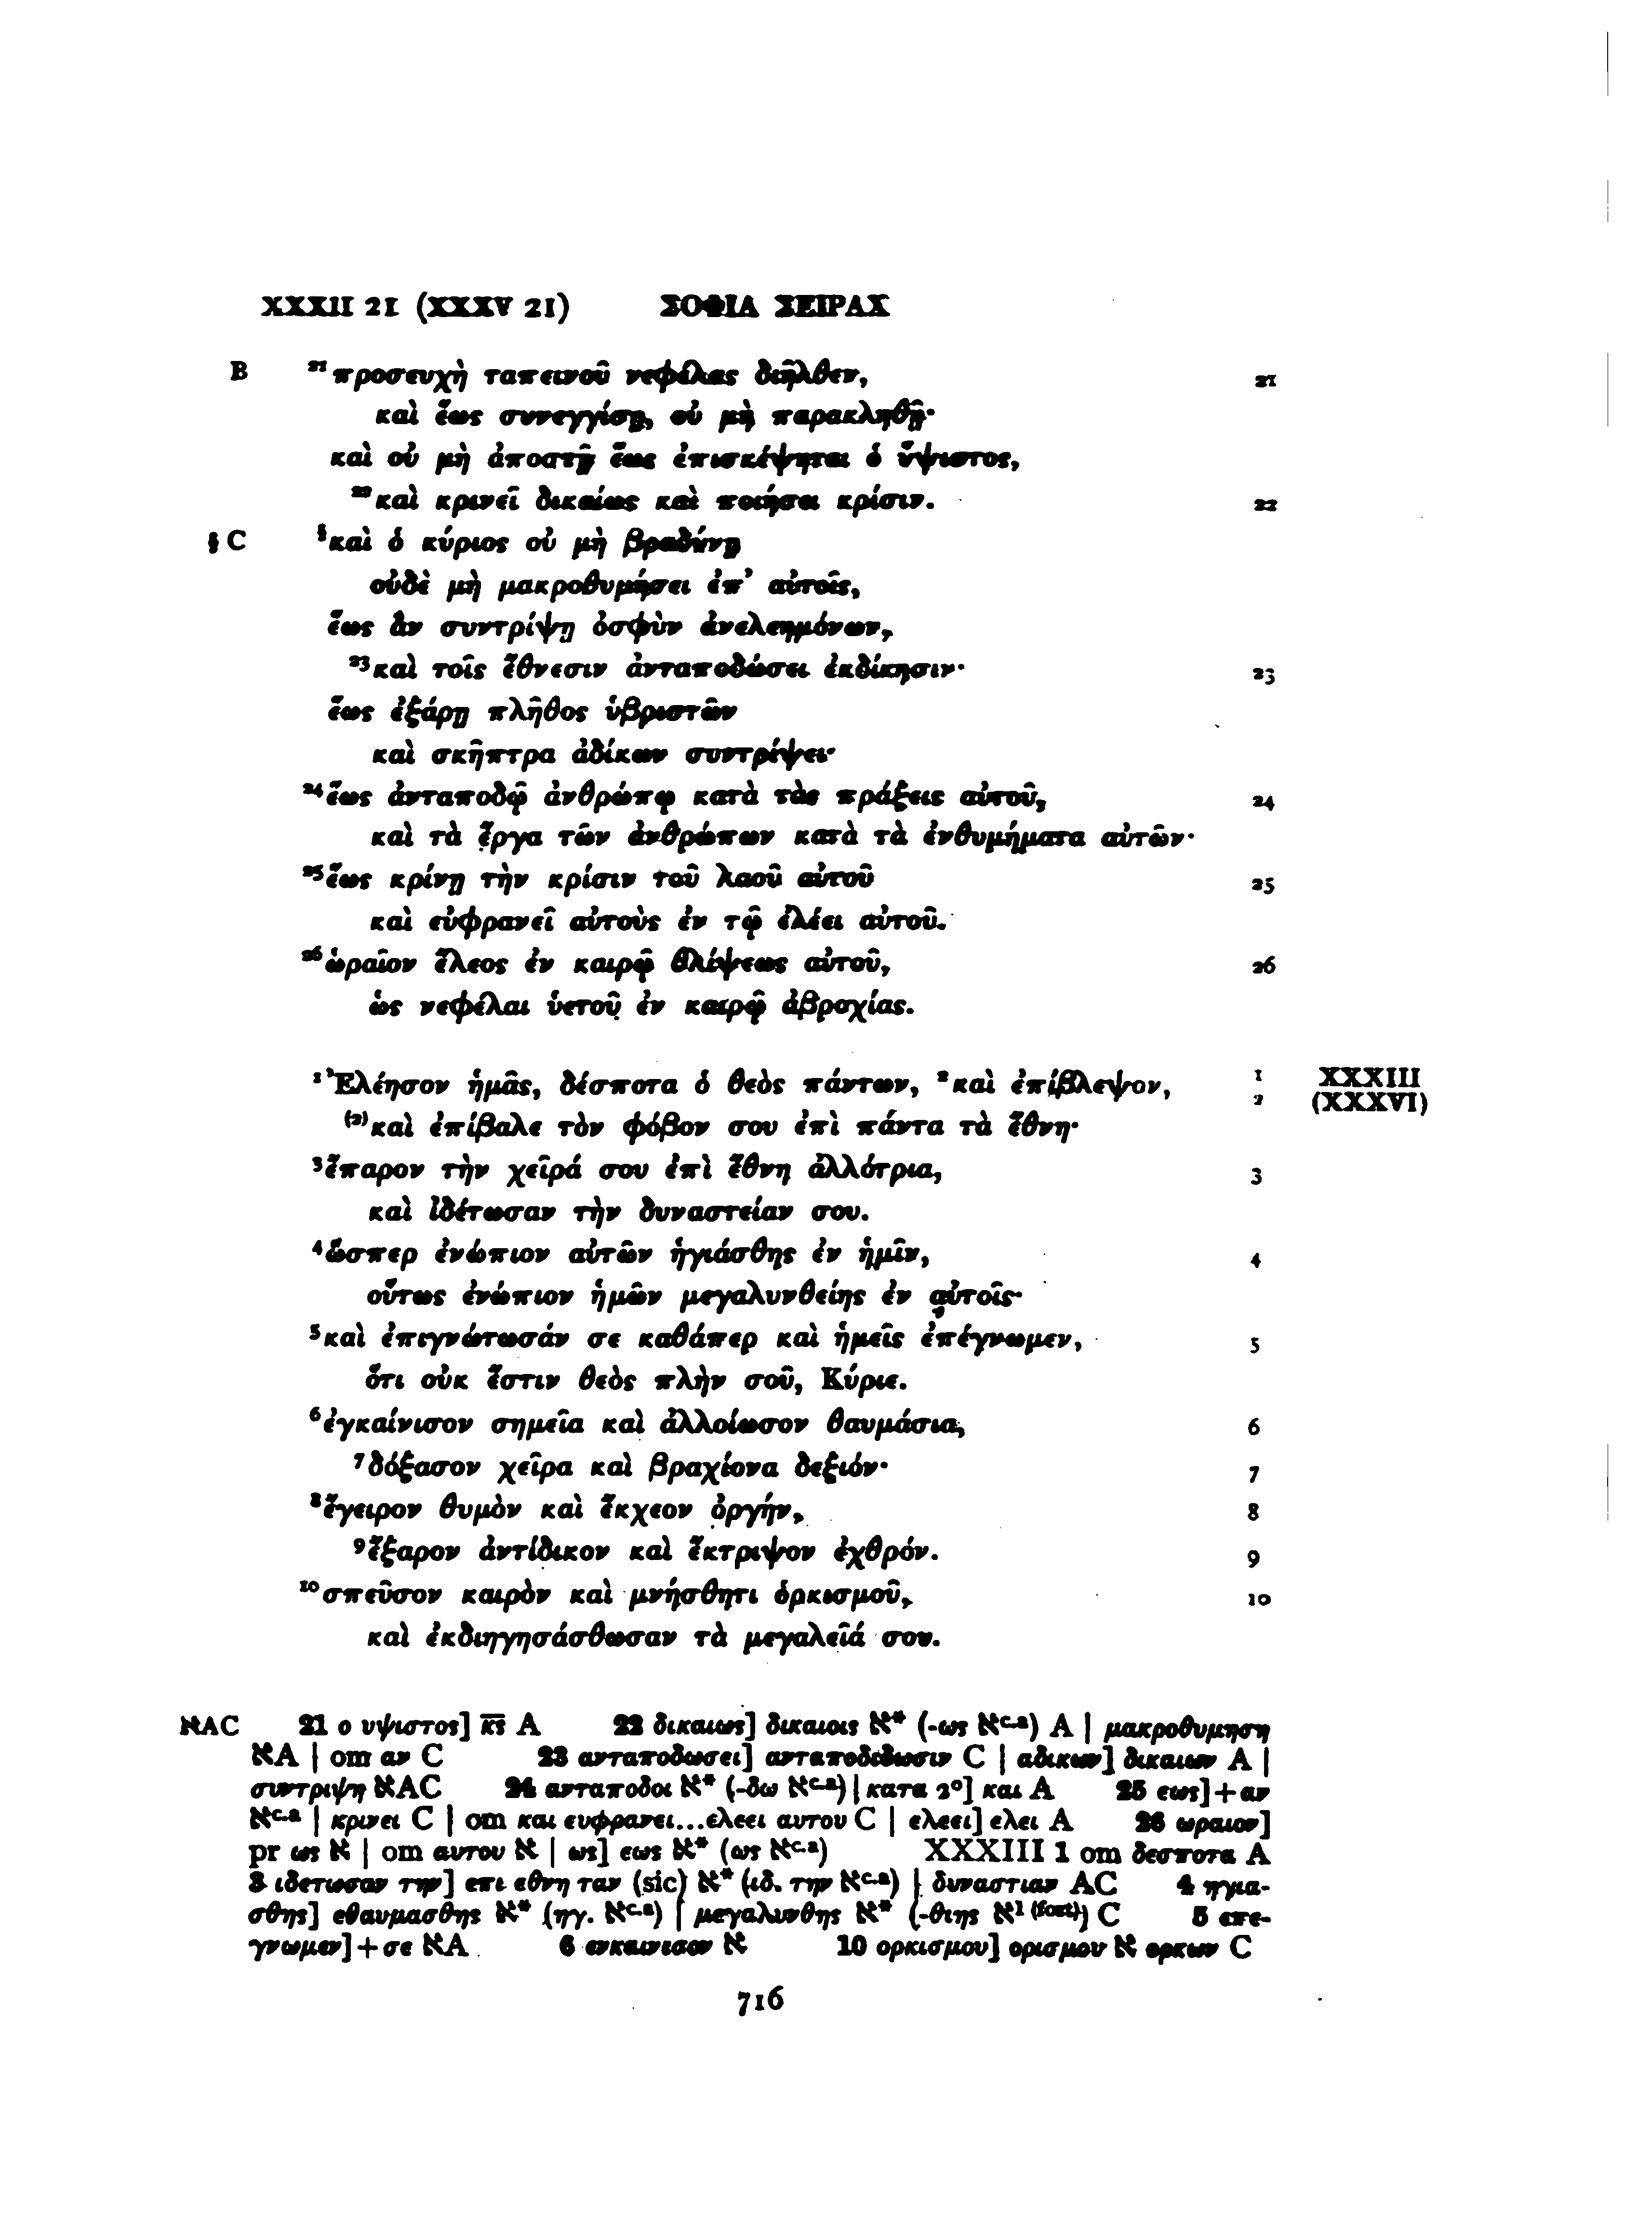 XXXII 21 (XXXV 21) ΣΟΦΙΑ ΣΕΙΡΑΧ
B ²¹προσευχὴ ταπεινοῦ νεφέλας διῆλθεν, 21
καὶ ἕως συνεγγίσῃ, οὐ μὴ παρακληθῇ·
καὶ οὐ μὴ ἀποστῇ ἕως ἐπισκέψηται ὁ ὕψιστος,
²²καὶ κρινεῖ δικαίως καὶ ποιήσει κρίσιν. 22
§ C §καὶ ὁ κύριος οὐ μὴ βραδύνῃ
οὐδὲ μὴ μακροθυμήσει ἐπ’ αὐτοῖς,
ἕως ἂν συντρίψῃ ὀσφὺν ἀνελεημόνων,
²³καὶ τοῖς ἔθνεσιν ἀνταποδώσει ἐκδίκησιν· 23
ἕως ἐξάρῃ πλῆθος ὑβριστῶν
καὶ σκῆπτρα ἀδίκων συντρίψει·
²⁴ἕως ἀνταποδῷ ἀνθρώπῳ κατὰ τὰς πράξεις αὐτοῦ, 24
καὶ τὰ ἔργα τῶν ἀνθρώπων κατὰ τὰ ἐνθυμήματα αὐτῶν·
²⁵ἕως κρίνῃ τὴν κρίσιν τοῦ λαοῦ αὐτοῦ 25
καὶ εὐφρανεῖ αὐτοὺς ἐν τῷ ἐλέει αὐτοῦ.
²⁶ὡραῖον ἔλεος ἐν καιρῷ θλίψεως αὐτοῦ, 26
ὡς νεφέλαι ὑετοῦ ἐν καιρῷ ἀβροχίας.
¹Ἐλέησον ἡμᾶς, δέσποτα ὁ θεὸς πάντων, ²καὶ ἐπίβλεψον, 1 XXXIII
⁽²⁾καὶ ἐπίβαλε τὸν φόβον σου ἐπὶ πάντα τὰ ἔθνη· 2 (XXXVI)
³ἔπαρον τὴν χεῖρά σου ἐπὶ ἔθνη ἀλλότρια, 3
καὶ ἰδέτωσαν τὴν δυναστείαν σου.
⁴ὥσπερ ἐνώπιον αὐτῶν ἡγιάσθης ἐν ἡμῖν, 4
οὕτως ἐνώπιον ἡμῶν μεγαλυνθείης ἐν αὐτοῖς·
⁵καὶ ἐπιγνώτωσάν σε καθάπερ καὶ ἡμεῖς ἐπέγνωμεν, 5
ὅτι οὐκ ἔστιν θεὸς πλὴν σοῦ, Κύριε.
⁶ἐγκαίνισον σημεῖα καὶ ἀλλοίωσον θαυμάσια, 6
⁷δόξασον χεῖρα καὶ βραχίονα δεξιόν· 7
⁸ἔγειρον θυμὸν καὶ ἔκχεον ὀργήν, 8
⁹ἔξαρον ἀντίδικον καὶ ἔκτριψον ἐχθρόν. 9
¹⁰σπεῦσον καιρὸν καὶ μνήσθητι ὁρκισμοῦ, 10
καὶ ἐκδιηγησάσθωσαν τὰ μεγαλεῖά σου.
אAC 21 ο υψιστος] κ̅ς̅ A 22 δικαιως] δικαιοις א* (-ως אᶜ·ᵃ) A | μακροθυμηση
אA | om αν C 23 ανταποδωσει] ανταποδιδωσιν C | αδικων] δικαιων A |
συντριψη אAC 24 ανταποδοι א* (-δω אᶜ·ᵃ) | κατα 2°] και A 25 εως]+αν
אᶜ·ᵃ | κρινει C | om και ευφρανει...ελεει αυτου C | ελεει] ελει A 26 ωραιον]
pr ως א | om αυτου א | ως] εως א* (ως אᶜ·ᵃ) XXXIII 1 om δεσποτα A
3 ιδετωσαν την] επι εθνη ταν (sic) א* (ιδ. την אᶜ·ᵃ) | δυναστιαν AC 4 ηγια-
σθης] εθαυμασθης א* (ηγ. אᶜ·ᵃ) | μεγαλυνθης א* (-θιης א¹ ⁽ᶠᵒʳᵗ⁾) C 5 επε-
γνωμεν]+σε אA 6 ενκαινισον א 10 ορκισμου] ορισμου א ορκων C
716